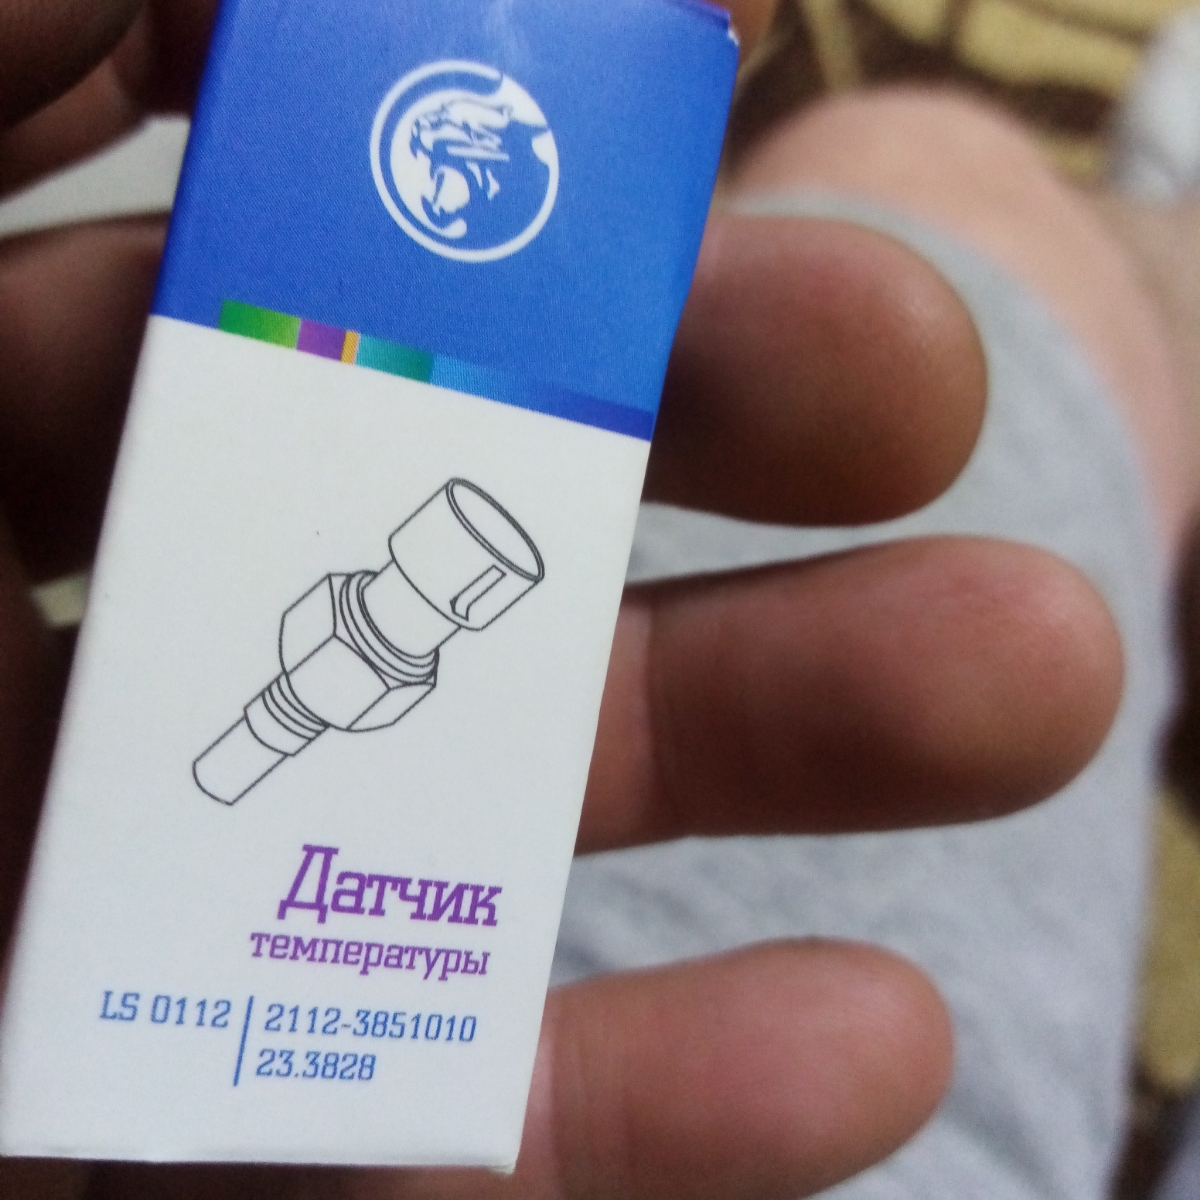 Датчик
температуры
LS 0112
2112-3851010
23.3828